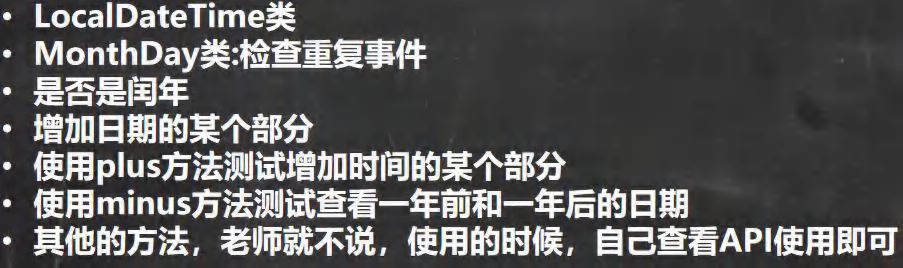 • LocalDateTime类
• MonthDay类:检查重复事件
• 是否是闰年
• 增加日期的某个部分
• 使用plus方法测试增加时间的某个部分
• 使用minus方法测试查看一年前和一年后的日期
• 其他的方法，老师就不说，使用的时候，自己查看API使用即可